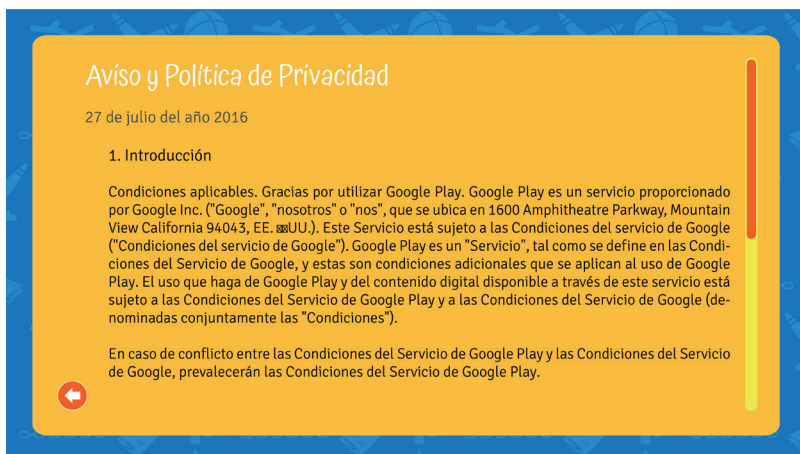 Aviso y Política de Privacidad
27 de julio del año 2016
1. Introducción
Condiciones aplicables. Gracias por utilizar Google Play. Google Play es un servicio proporcionado
por Google Inc. ("Google", "nosotros" o "nos", que se ubica en 1600 Amphitheatre Parkway, Mountain
View California 94043, EE. UU.). Este Servicio está sujeto a las Condiciones del servicio de Google
("Condiciones del servicio de Google"). Google Play es un "Servicio", tal como se define en las Condi-
ciones del Servicio de Google, y estas son condiciones adicionales que se aplican al uso de Google
Play. El uso que haga de Google Play y del contenido digital disponible a través de este servicio está
sujeto a las Condiciones del Servicio de Google Play y a las Condiciones del Servicio de Google (de-
nominadas conjuntamente las "Condiciones").
En caso de conflicto entre las Condiciones del Servicio de Google Play y las Condiciones del Servicio
de Google, prevalecerán las Condiciones del Servicio de Google Play.